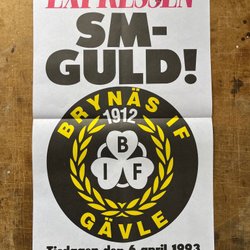 EXPRESSEN
SM-
GULD!
BRYNÄS IF
1912
B
I F
GÄVLE
Tisdagen den 6 april 1993